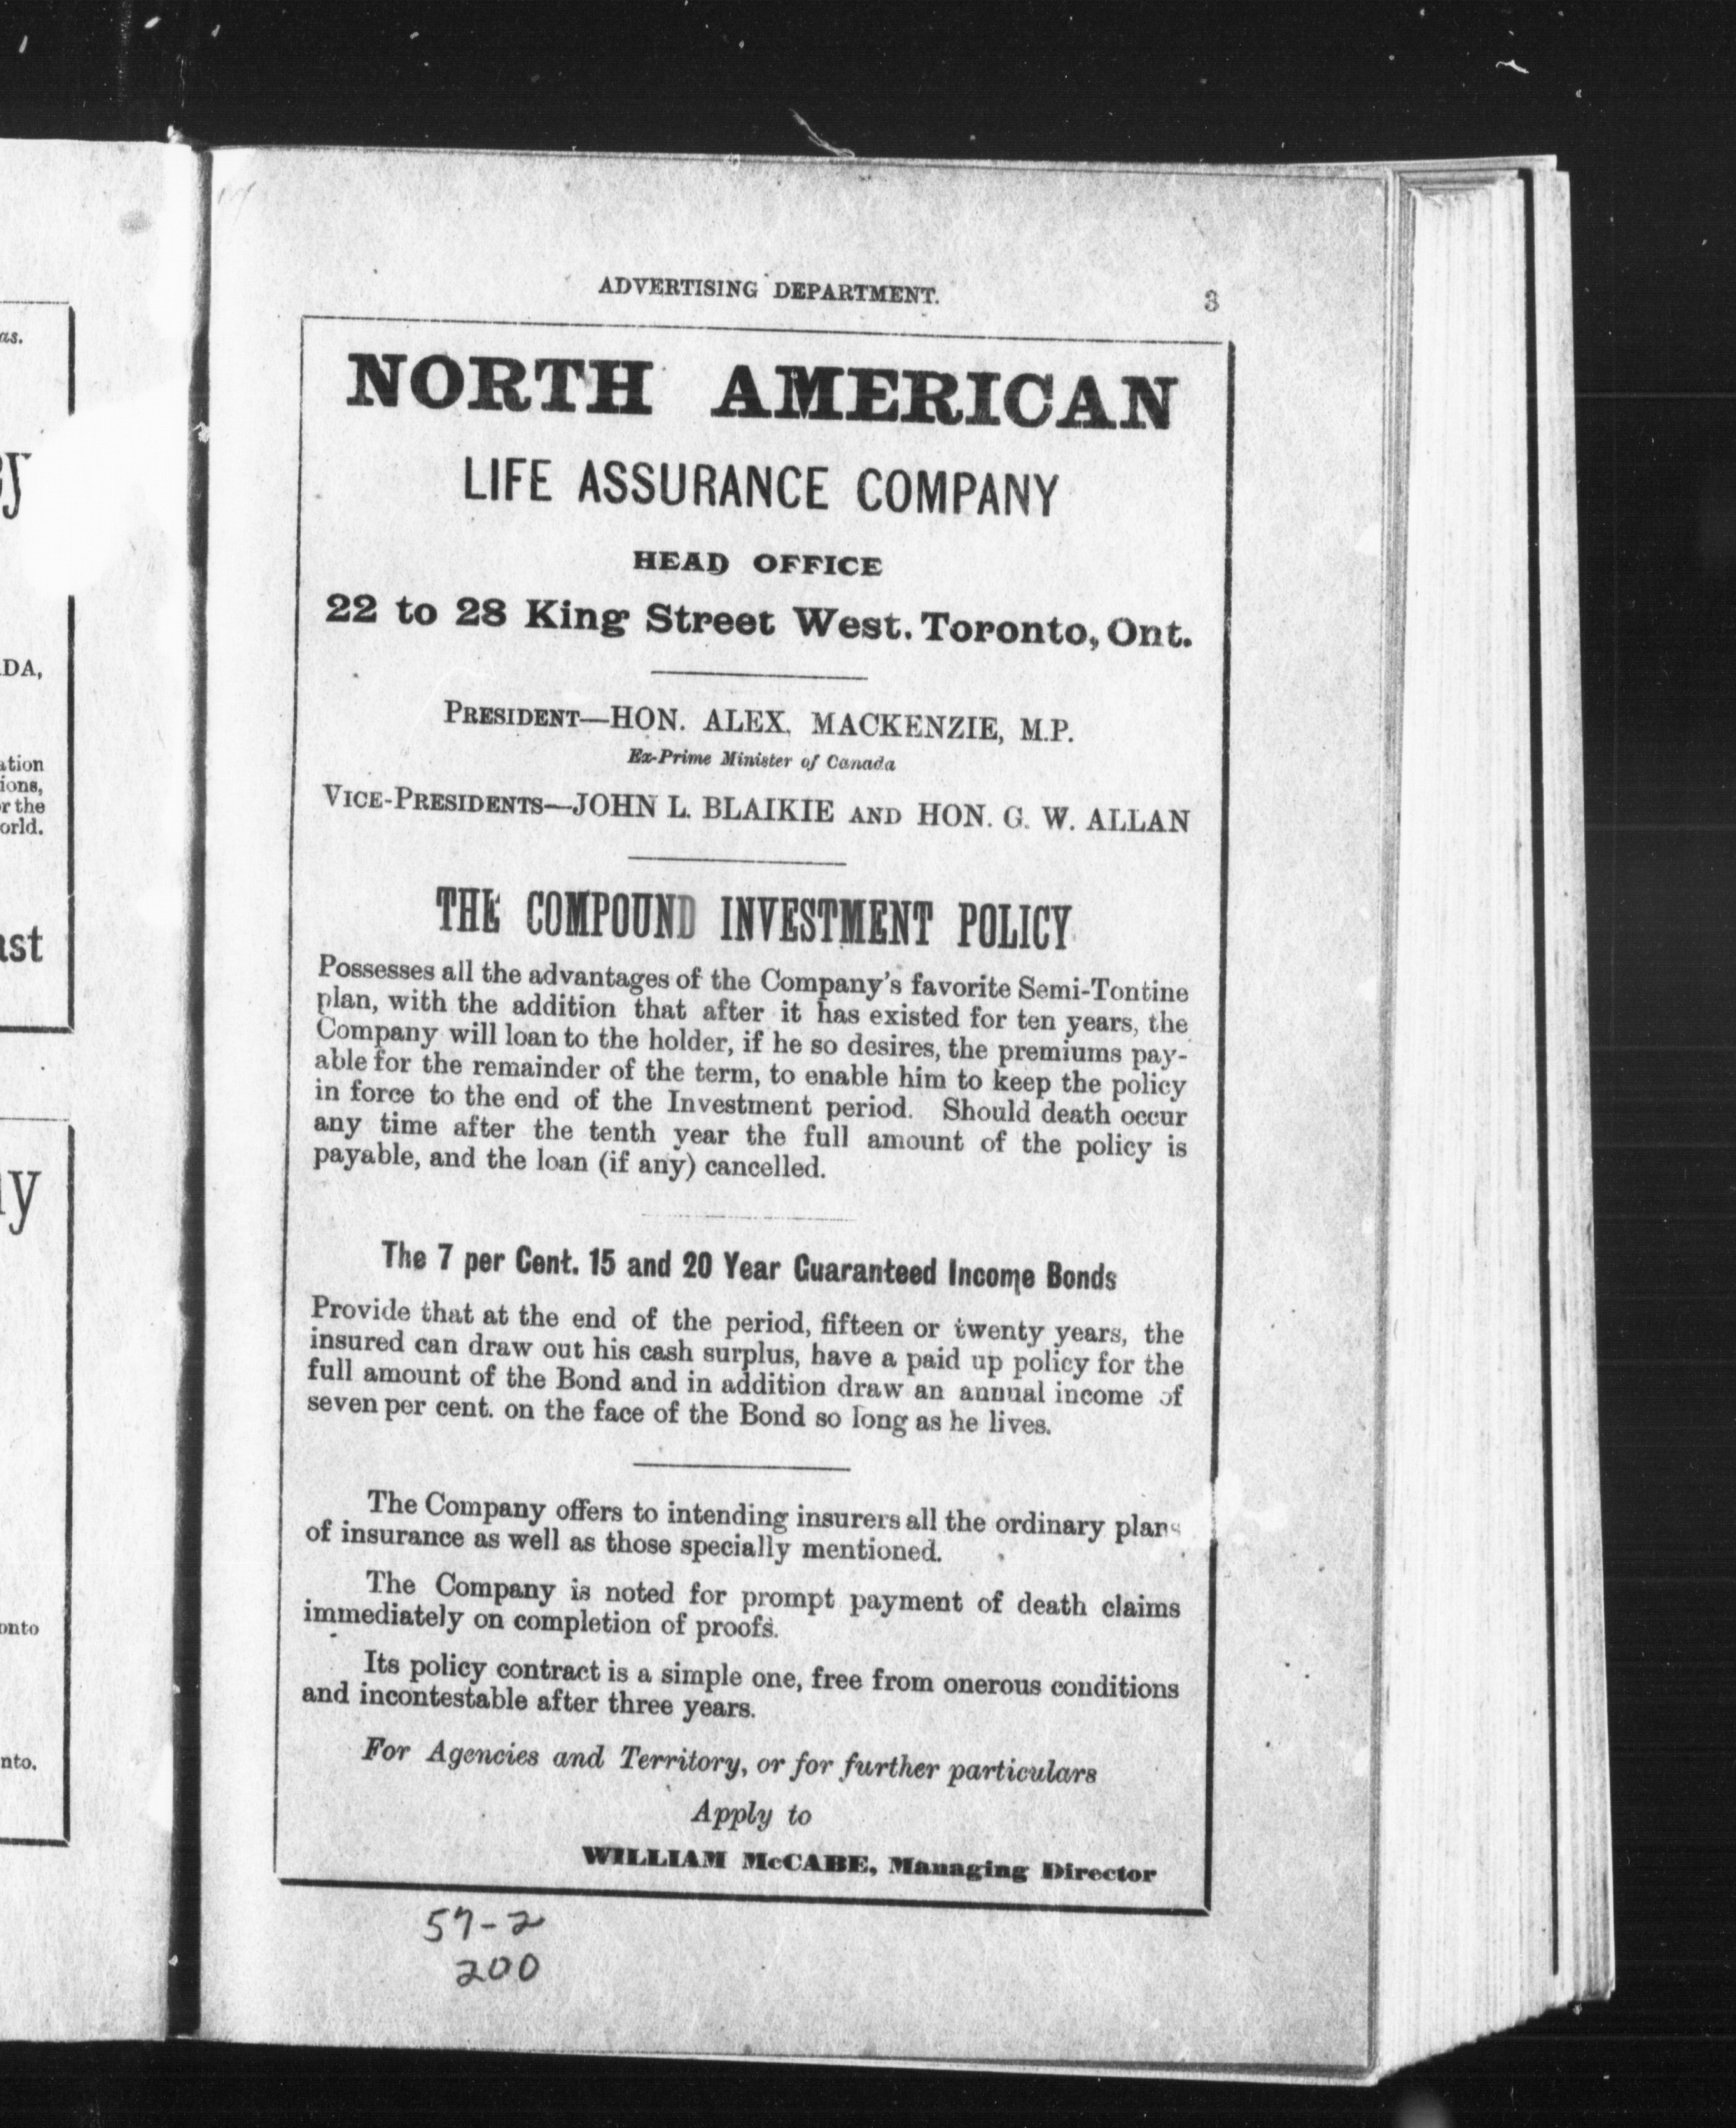 as.
DA,
ation
ions,
or the
orld.
ast
ay
onto
nto.
ADVERTISING DEPARTMENT. 3
NORTH AMERICAN
LIFE ASSURANCE COMPANY
HEAD OFFICE
22 to 28 King Street West. Toronto, Ont.
PRESIDENT—HON. ALEX. MACKENZIE, M.P.
Ex-Prime Minister of Canada
VICE-PRESIDENTS—JOHN L. BLAIKIE AND HON. G. W. ALLAN
THE COMPOUND INVESTMENT POLICY
Possesses all the advantages of the Company's favorite Semi-Tontine
plan, with the addition that after it has existed for ten years, the
Company will loan to the holder, if he so desires, the premiums pay-
able for the remainder of the term, to enable him to keep the policy
in force to the end of the Investment period. Should death occur
any time after the tenth year the full amount of the policy is
payable, and the loan (if any) cancelled.
The 7 per Cent. 15 and 20 Year Guaranteed Income Bonds
Provide that at the end of the period, fifteen or twenty years, the
insured can draw out his cash surplus, have a paid up policy for the
full amount of the Bond and in addition draw an annual income of
seven per cent. on the face of the Bond so long as he lives.
The Company offers to intending insurers all the ordinary plans
of insurance as well as those specially mentioned.
The Company is noted for prompt payment of death claims
immediately on completion of proofs.
Its policy contract is a simple one, free from onerous conditions
and incontestable after three years.
For Agencies and Territory, or for further particulars
Apply to
WILLIAM McCABE, Managing Director
57-2
200